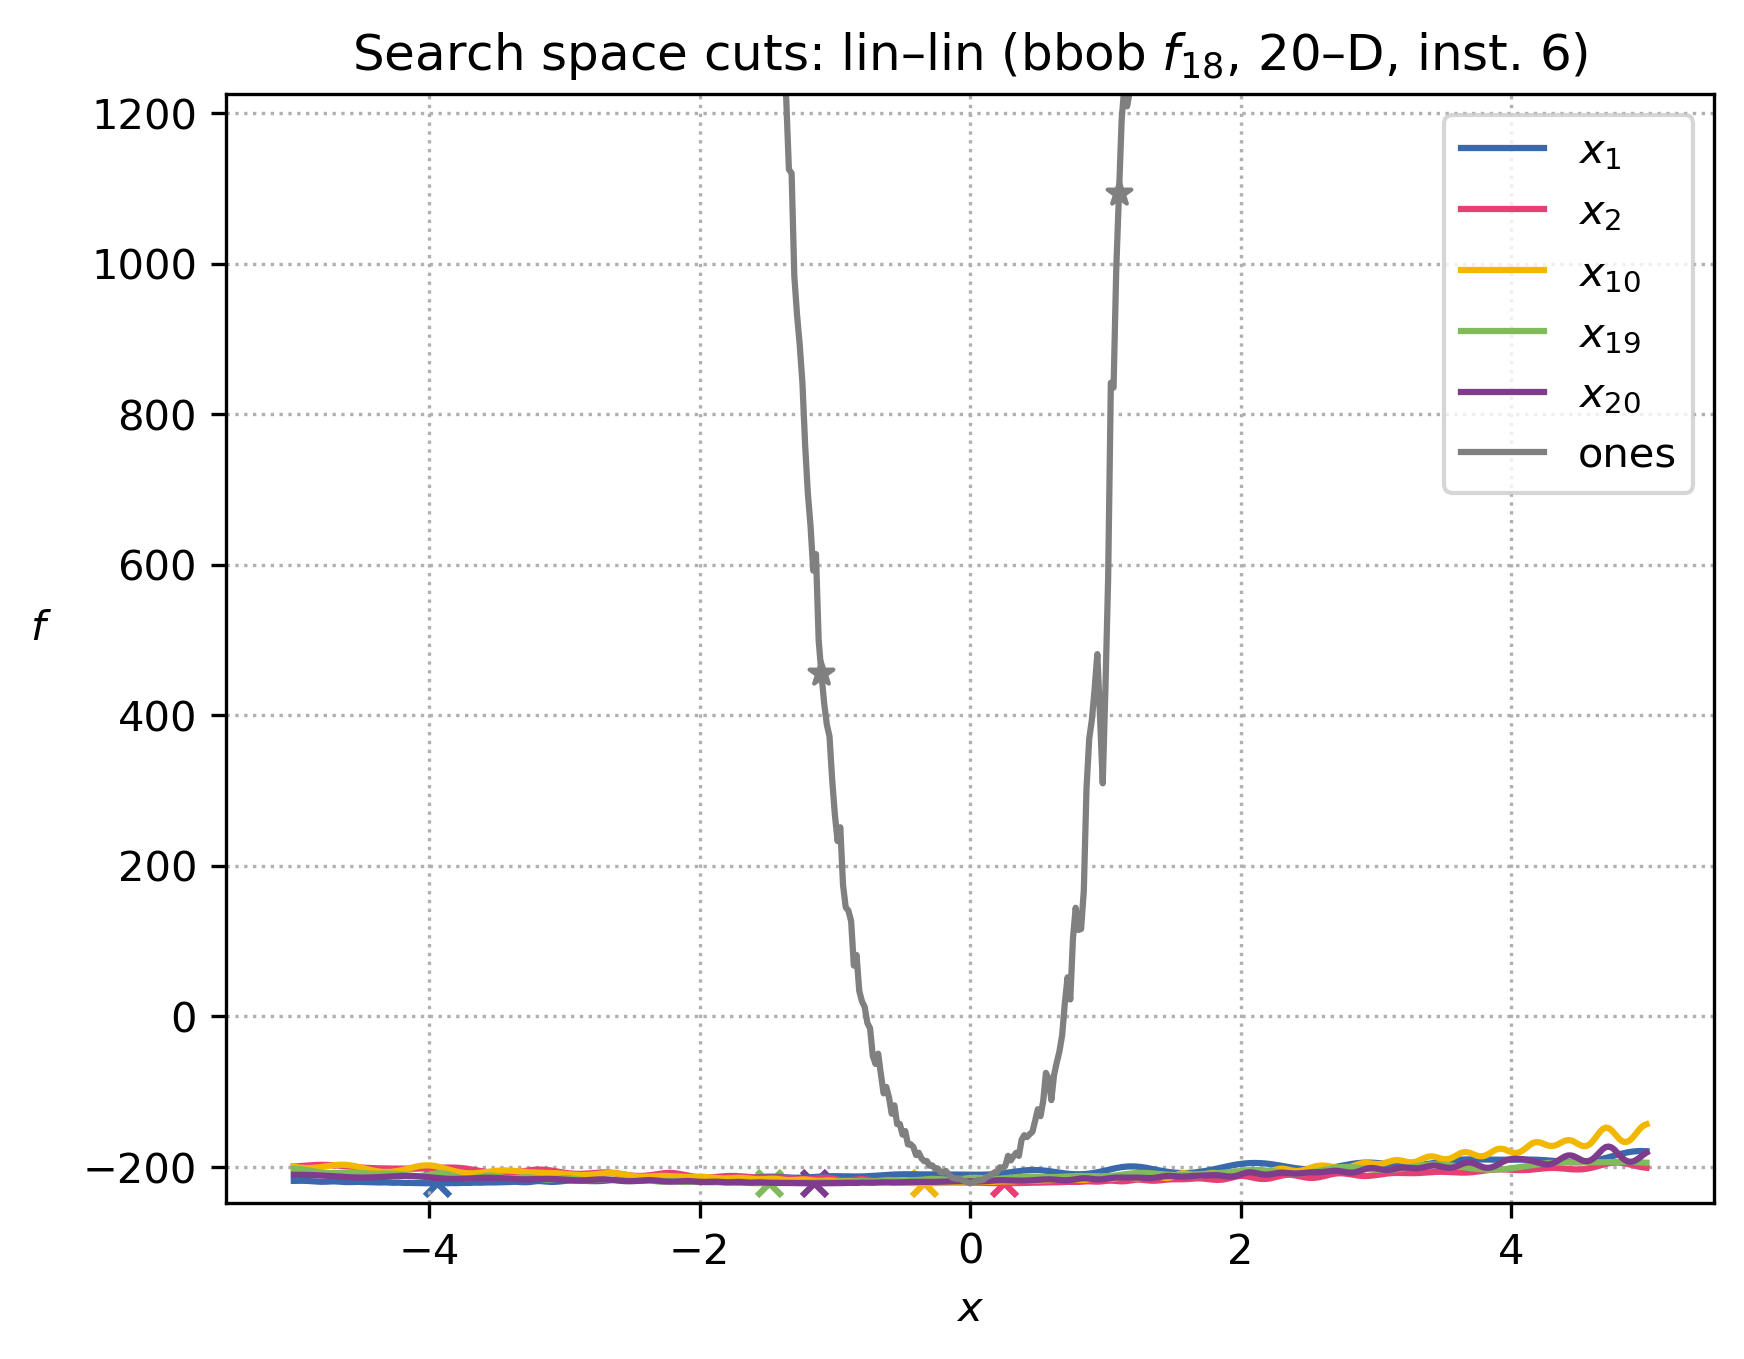 Search space cuts: lin–lin (bbob f18, 20–D, inst. 6)
1200
1000
800
600
400
200
0
−200
f
−4
−2
0
2
4
x
x1
x2
x10
x19
x20
ones